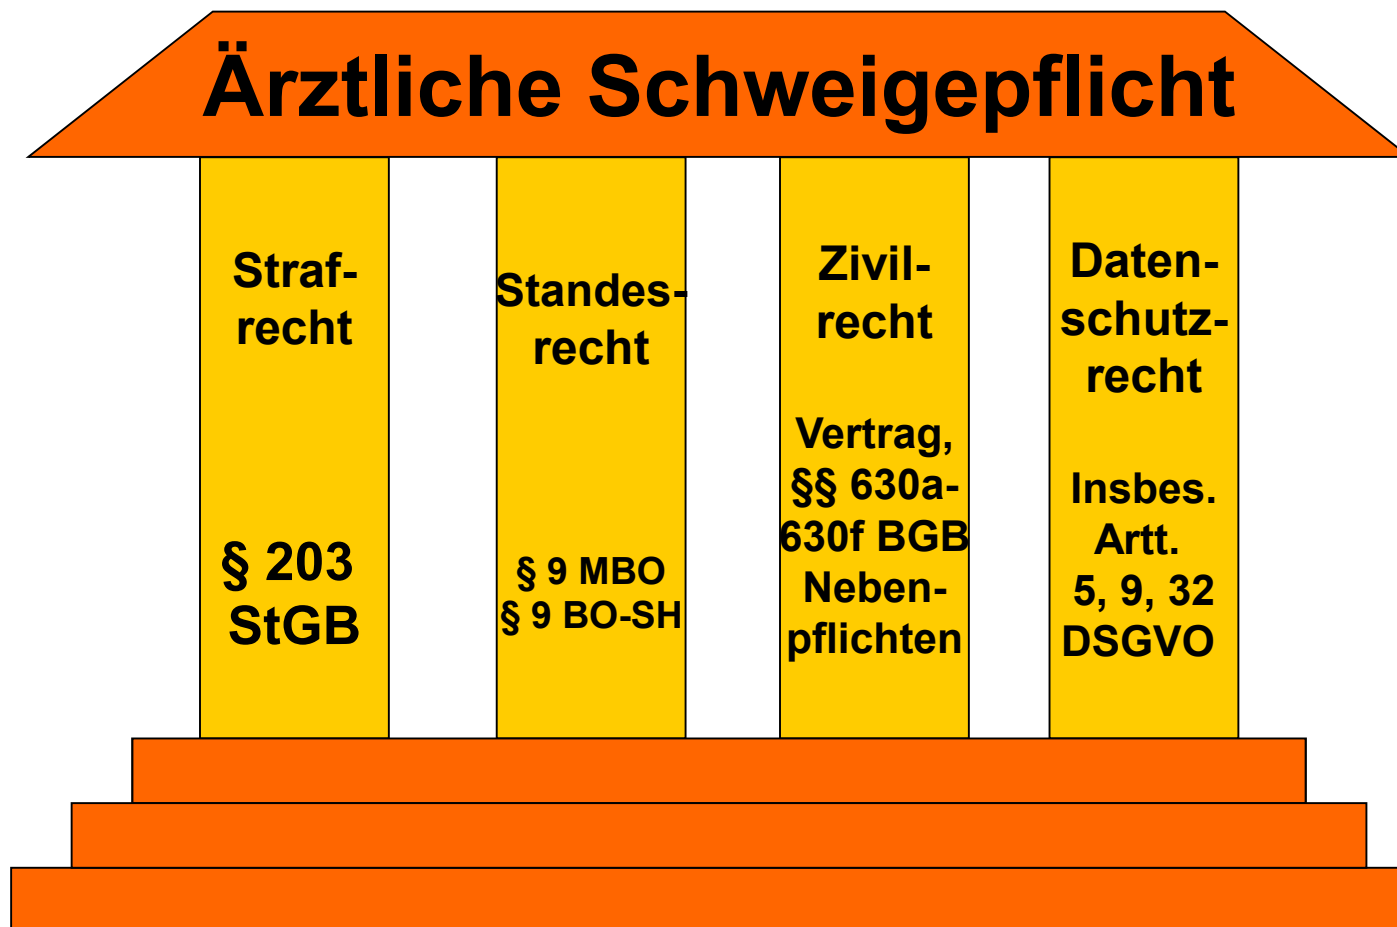 Ärztliche Schweigepflicht
Straf-
recht
§ 203
StGB
Standes-
recht
§ 9 MBO
§ 9 BO-SH
Zivil-
recht
Vertrag,
§§ 630a-
630f BGB
Neben-
pflichten
Daten-
schutz-
recht
Insbes.
Artt.
5, 9, 32
DSGVO